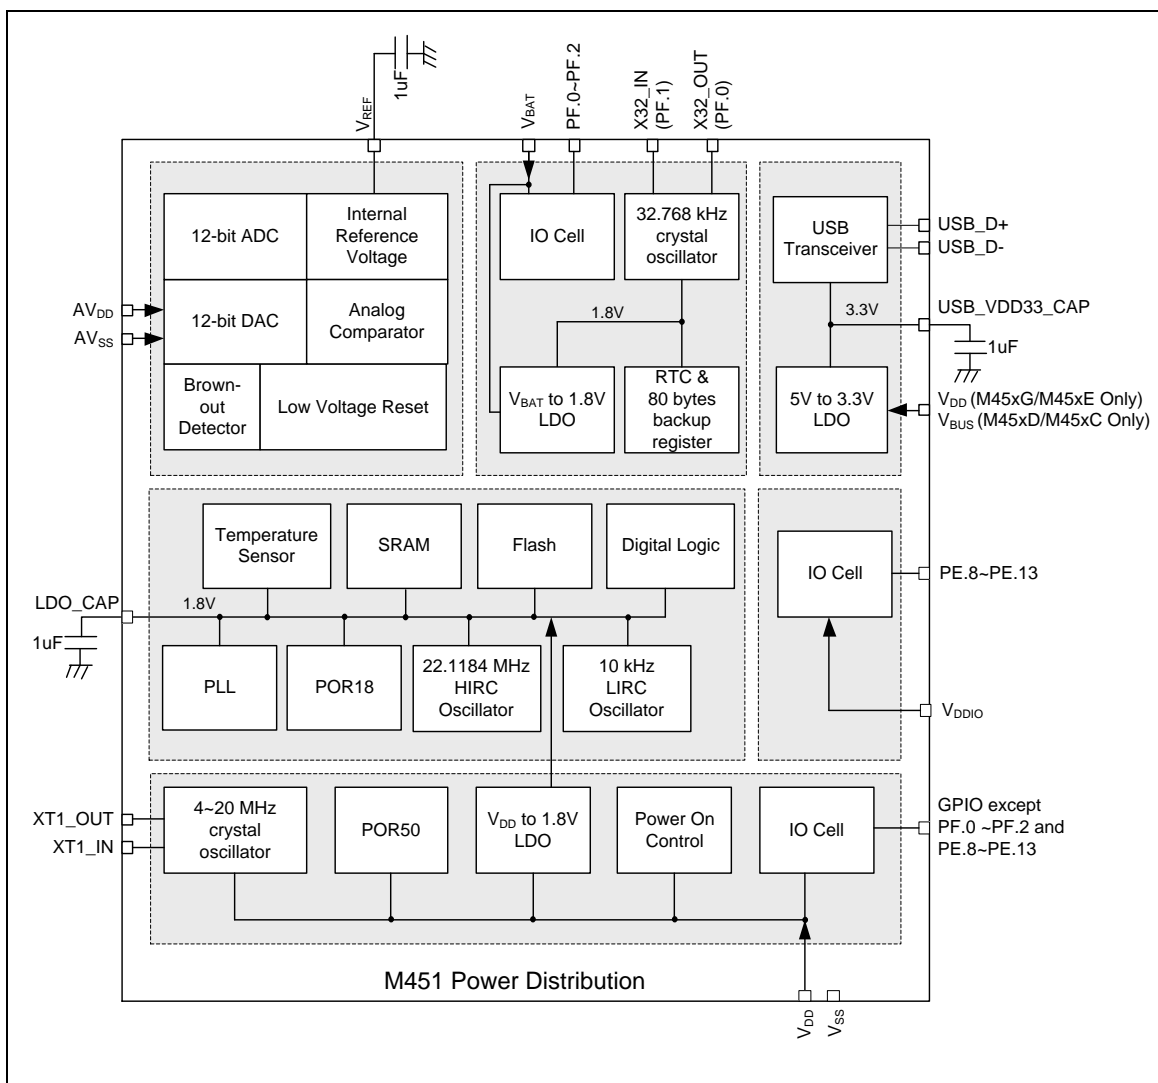 1uF
VREF
VBAT
PF.0~PF.2
X32_IN
(PF.1)
X32_OUT
(PF.0)
12-bit ADC
Internal
Reference
Voltage
12-bit DAC
Analog
Comparator
Brown-
out
Detector
Low Voltage Reset
AVDD
AVSS
IO Cell
32.768 kHz
crystal
oscillator
1.8V
VBAT to 1.8V
LDO
RTC &
80 bytes
backup
register
USB
Transceiver
3.3V
5V to 3.3V
LDO
USB_D+
USB_D-
USB_VDD33_CAP
1uF
VDD (M45xG/M45xE Only)
VBUS (M45xD/M45xC Only)
Temperature
Sensor
SRAM
Flash
Digital Logic
LDO_CAP
1.8V
1uF
PLL
POR18
22.1184 MHz
HIRC
Oscillator
10 kHz
LIRC
Oscillator
IO Cell
PE.8~PE.13
VDDIO
XT1_OUT
XT1_IN
4~20 MHz
crystal
oscillator
POR50
VDD to 1.8V
LDO
Power On
Control
IO Cell
GPIO except
PF.0 ~PF.2 and
PE.8~PE.13
M451 Power Distribution
VDD
VSS